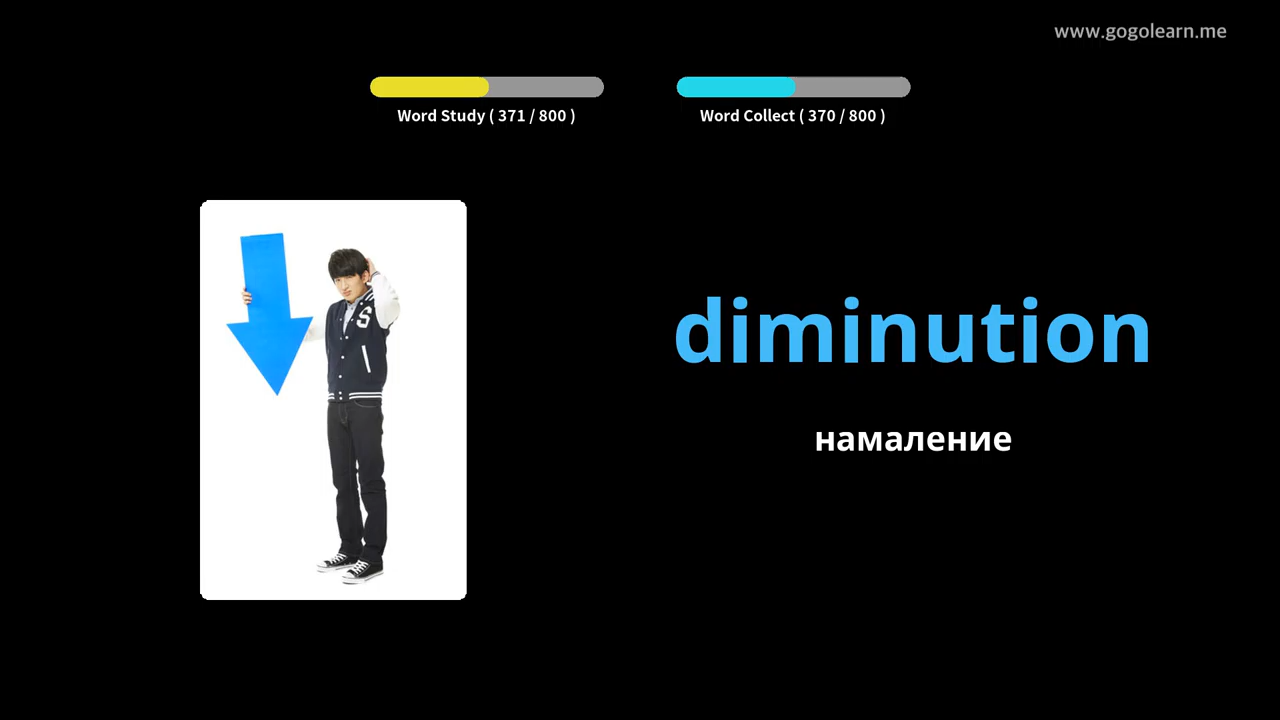 www.gogolearn.me
Word Study ( 371 / 800 )
Word Collect ( 370 / 800 )
S
diminution
намаление